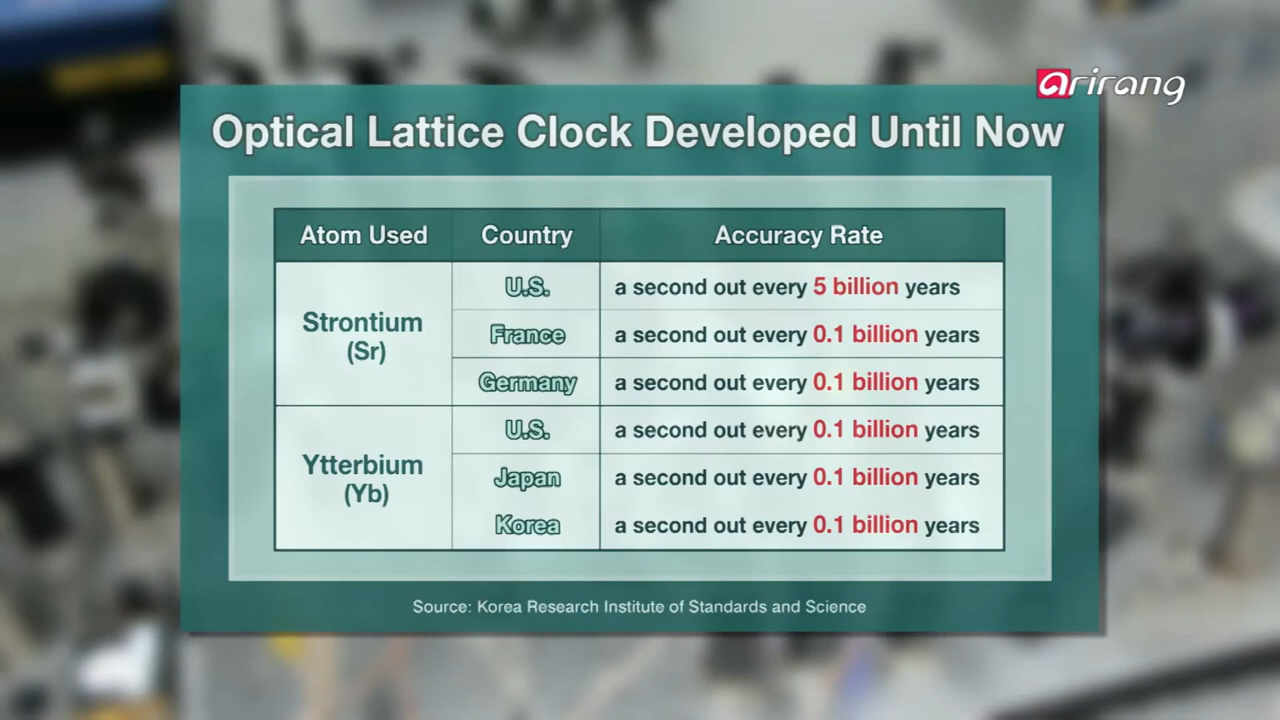 arirang
Optical Lattice Clock Developed Until Now
Atom Used Country Accuracy Rate
Strontium
(Sr)
U.S. a second out every 5 billion years
France a second out every 0.1 billion years
Germany a second out every 0.1 billion years
Ytterbium
(Yb)
U.S. a second out every 0.1 billion years
Japan a second out every 0.1 billion years
Korea a second out every 0.1 billion years
Source: Korea Research Institute of Standards and Science